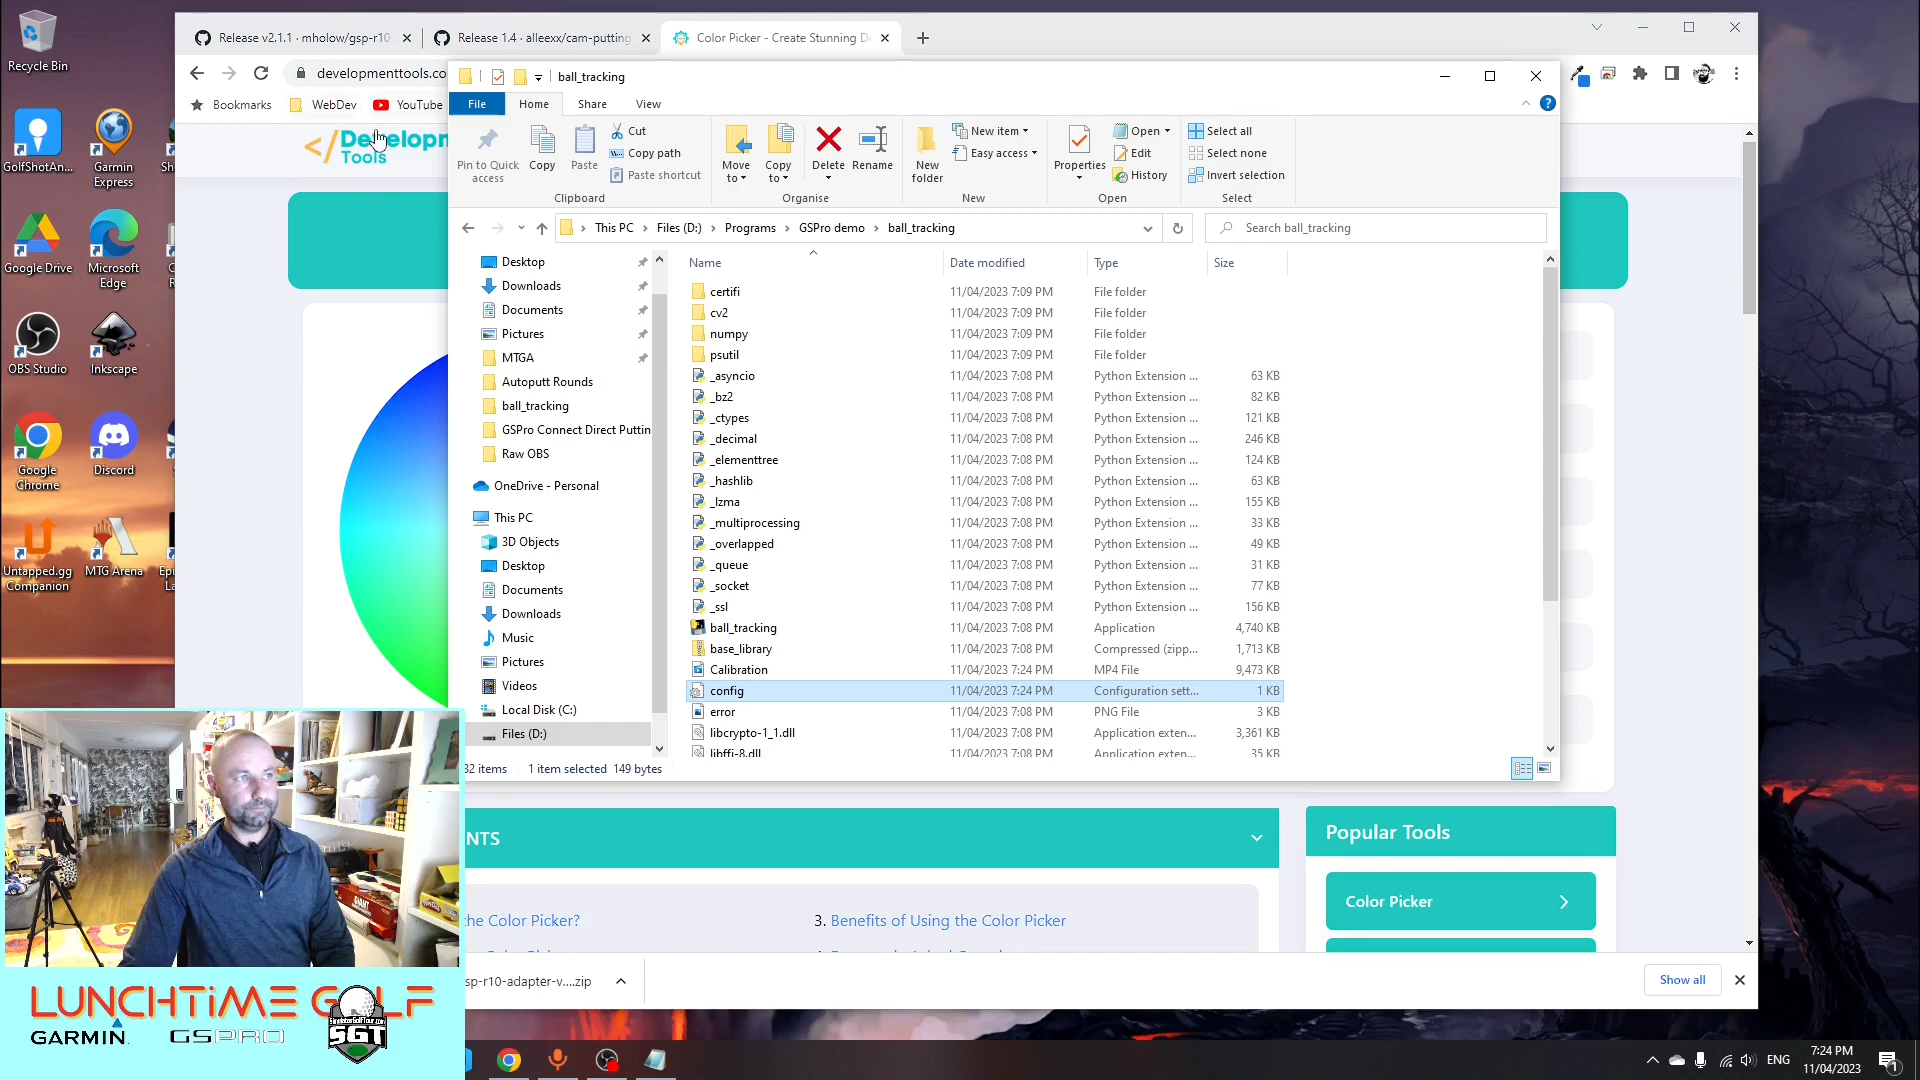 Recycle Bin
GolfShotAn...
Garmin Express
Google Drive
Microsoft Edge
OBS Studio
Inkscape
Google Chrome
Discord
Untapped.gg Companion
MTG Arena
Release v2.1.1 - mholow/gsp-r10-
Release 1.4 - alleexx/cam-putting
Color Picker - Create Stunning D
developmenttools.co
Bookmarks
WebDev
YouTube
Tools
ball_tracking
File
Home
Share
View
Pin to Quick access
Copy
Paste
Cut
Copy path
Paste shortcut
Clipboard
Move to
Copy to
Delete
Rename
Organise
New folder
New item
Easy access
New
Properties
Open
Edit
History
Open
Select all
Select none
Invert selection
Select
This PC > Files (D:) > Programs > GSPro demo > ball_tracking
Search ball_tracking
Desktop
Downloads
Documents
Pictures
MTGA
Autoputt Rounds
ball_tracking
GSPro Connect Direct Puttin
Raw OBS
OneDrive - Personal
This PC
3D Objects
Desktop
Documents
Downloads
Music
Pictures
Videos
Local Disk (C:)
Files (D:)
Name Date modified Type Size
certifi 11/04/2023 7:09 PM File folder
cv2 11/04/2023 7:09 PM File folder
numpy 11/04/2023 7:09 PM File folder
psutil 11/04/2023 7:09 PM File folder
_asyncio 11/04/2023 7:08 PM Python Extension ... 63 KB
_bz2 11/04/2023 7:08 PM Python Extension ... 82 KB
_ctypes 11/04/2023 7:08 PM Python Extension ... 121 KB
_decimal 11/04/2023 7:08 PM Python Extension ... 246 KB
_elementtree 11/04/2023 7:08 PM Python Extension ... 124 KB
_hashlib 11/04/2023 7:08 PM Python Extension ... 63 KB
_lzma 11/04/2023 7:08 PM Python Extension ... 155 KB
_multiprocessing 11/04/2023 7:08 PM Python Extension ... 33 KB
_overlapped 11/04/2023 7:08 PM Python Extension ... 49 KB
_queue 11/04/2023 7:08 PM Python Extension ... 31 KB
_socket 11/04/2023 7:08 PM Python Extension ... 77 KB
_ssl 11/04/2023 7:08 PM Python Extension ... 156 KB
ball_tracking 11/04/2023 7:08 PM Application 4,740 KB
base_library 11/04/2023 7:08 PM Compressed (zipp... 1,713 KB
Calibration 11/04/2023 7:24 PM MP4 File 9,473 KB
config 11/04/2023 7:24 PM Configuration sett... 1 KB
error 11/04/2023 7:08 PM PNG File 3 KB
libcrypto-1_1.dll 11/04/2023 7:08 PM Application exten... 3,361 KB
libffi-8.dll 11/04/2023 7:08 PM Application exten... 35 KB
32 items 1 item selected 149 bytes
NTS
he Color Picker?
3. Benefits of Using the Color Picker
Popular Tools
Color Picker
sp-r10-adapter-v....zip
Show all
LUNCHTIME GOLF
GARMIN. GSPRO SGT
ENG
7:24 PM
11/04/2023